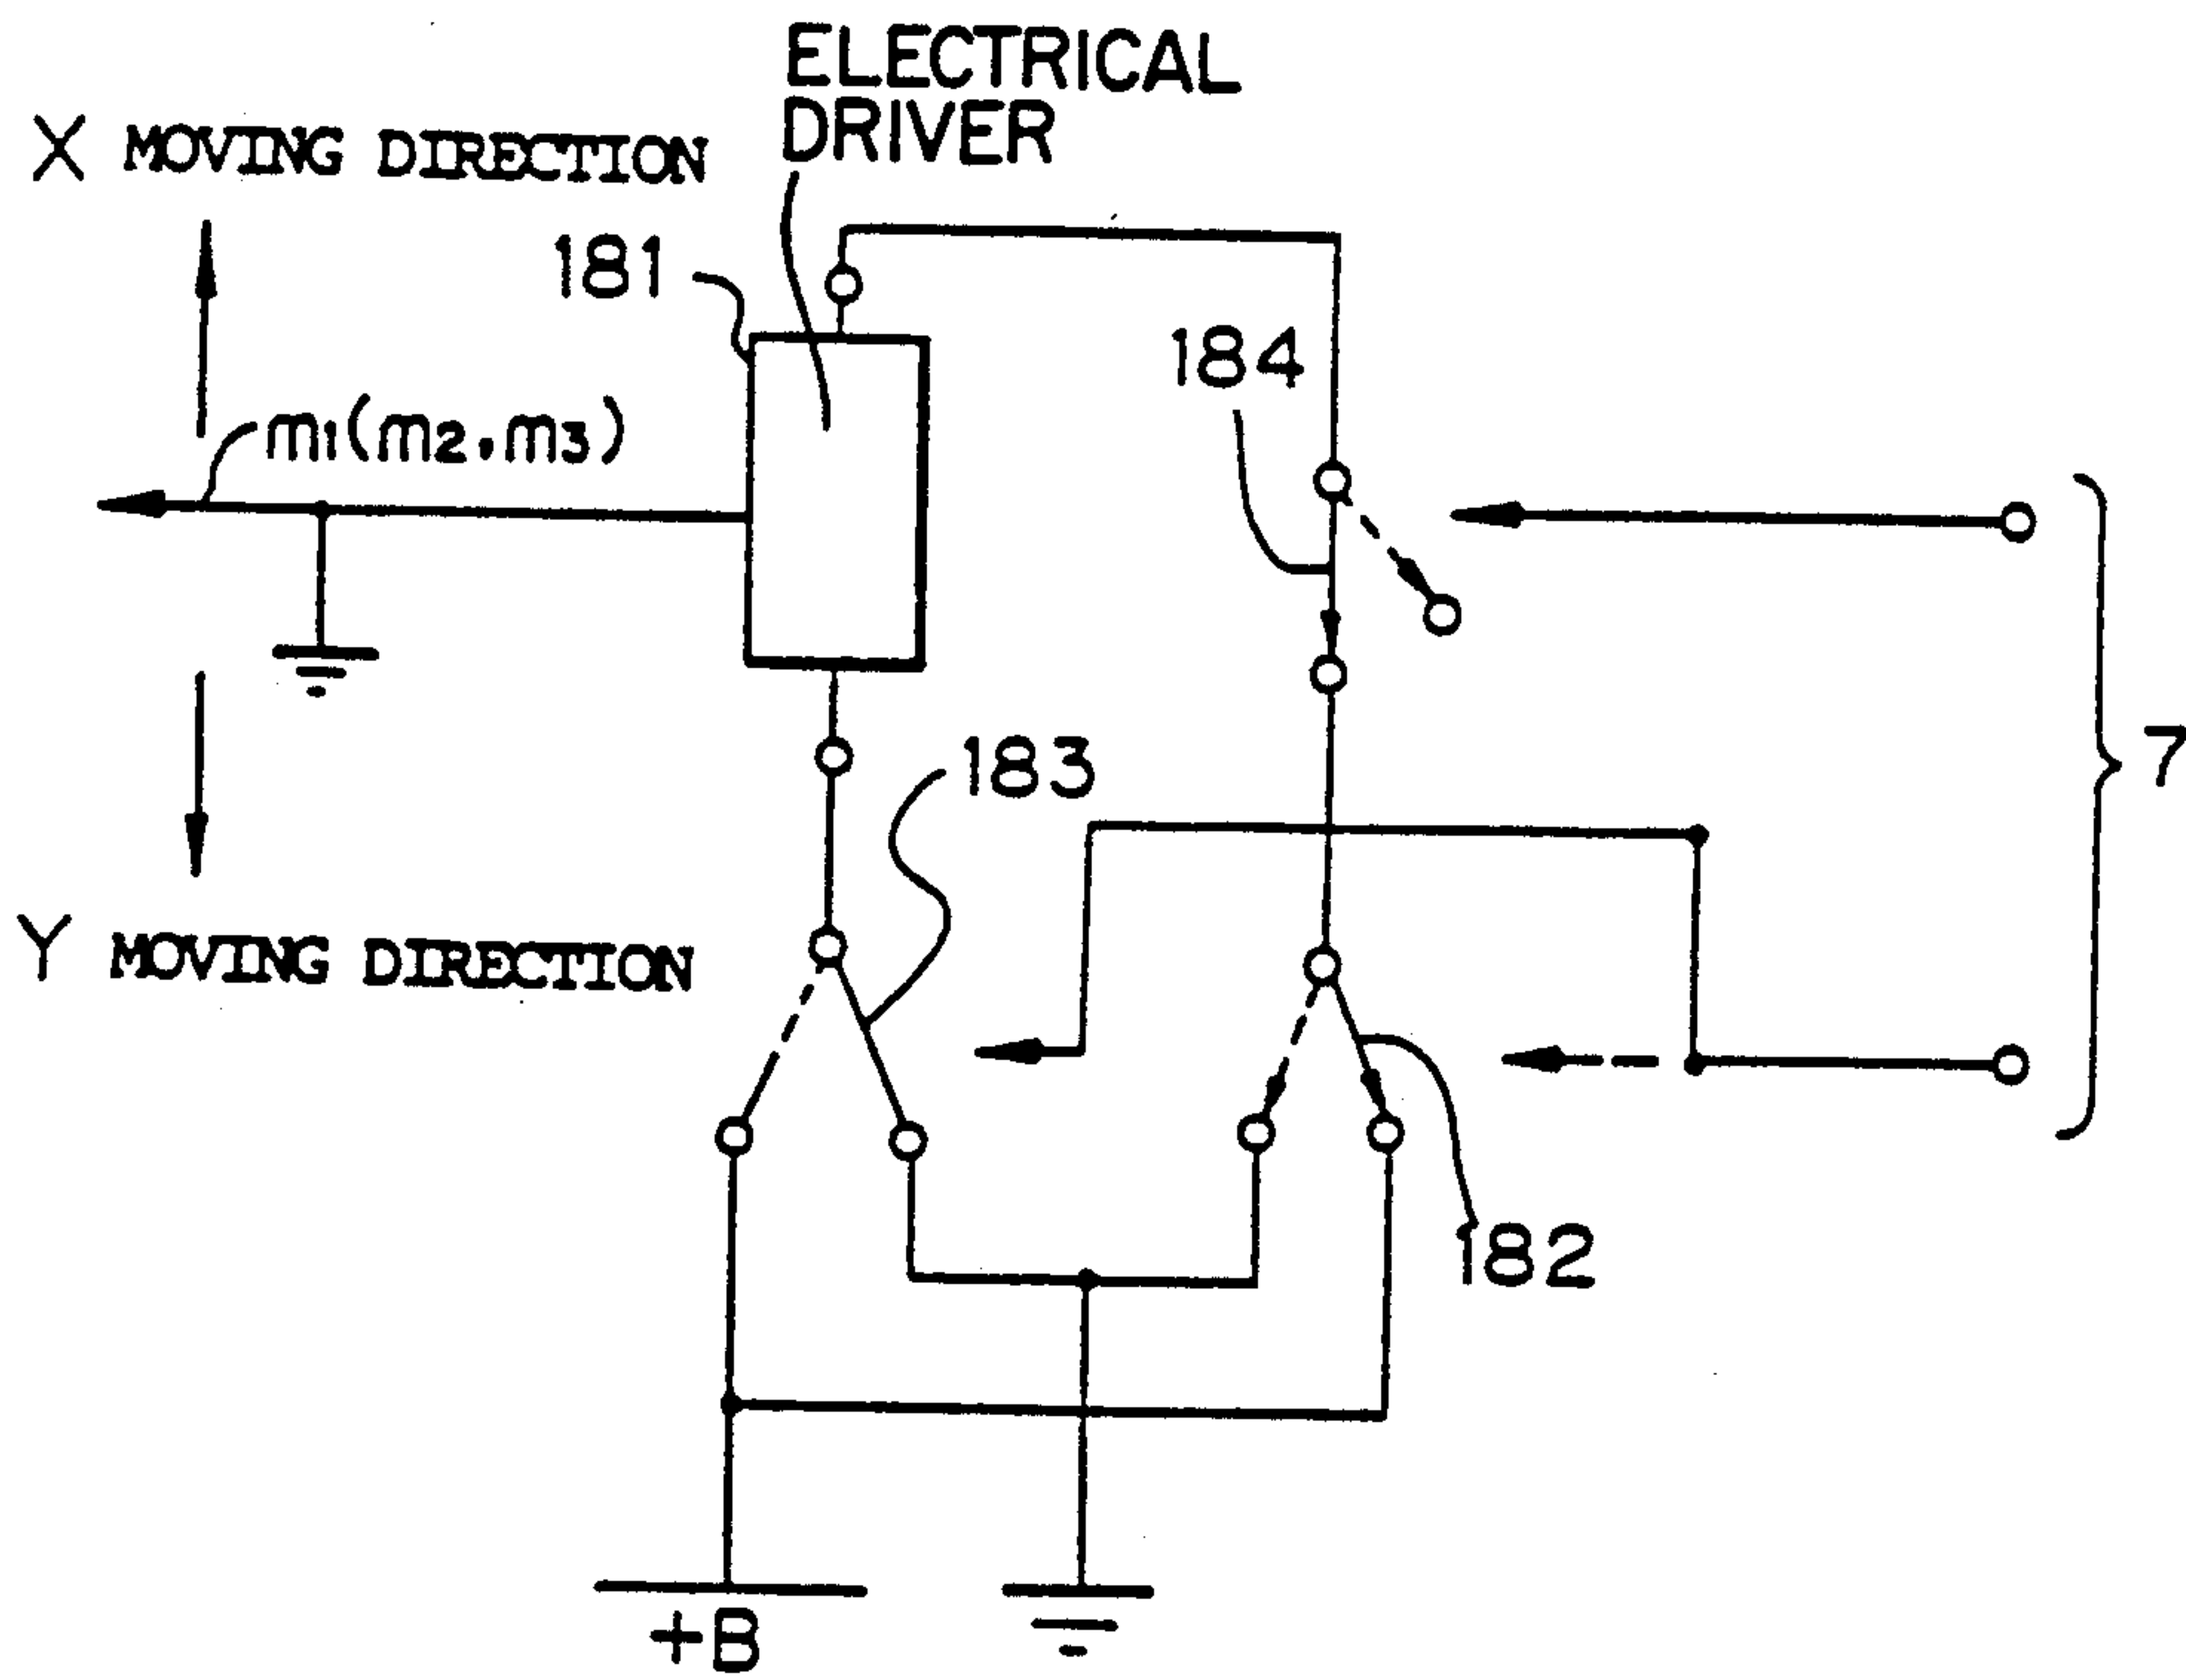 ELECTRICAL
DRIVER
X MOVING DIRECTION
181
184
m1(m2,m3)
7
183
Y MOVING DIRECTION
182
+B